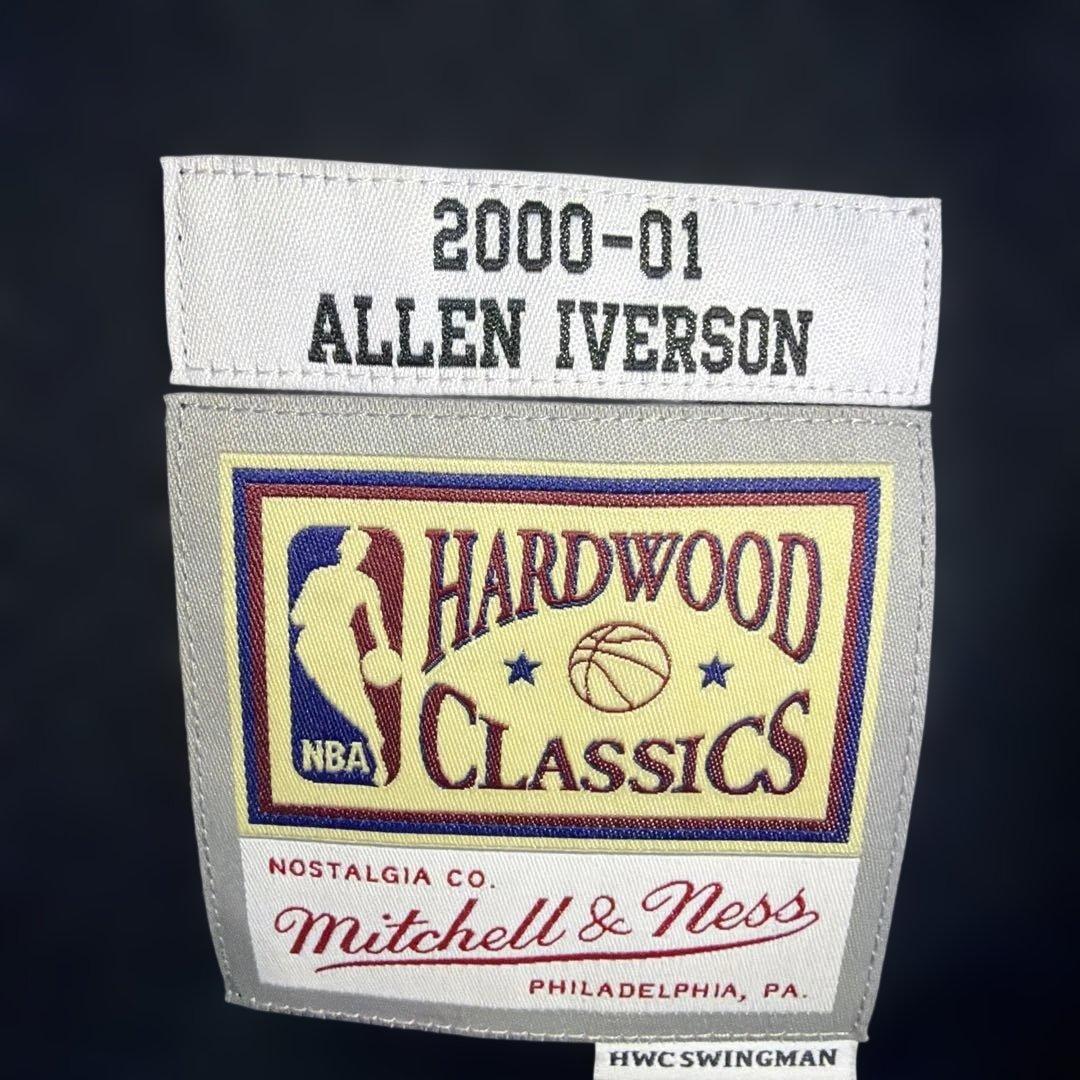 2000-01
ALLEN IVERSON
HARDWOOD
CLASSICS
NBA
NOSTALGIA CO.
Mitchell & Ness
PHILADELPHIA, PA.
HWC SWINGMAN